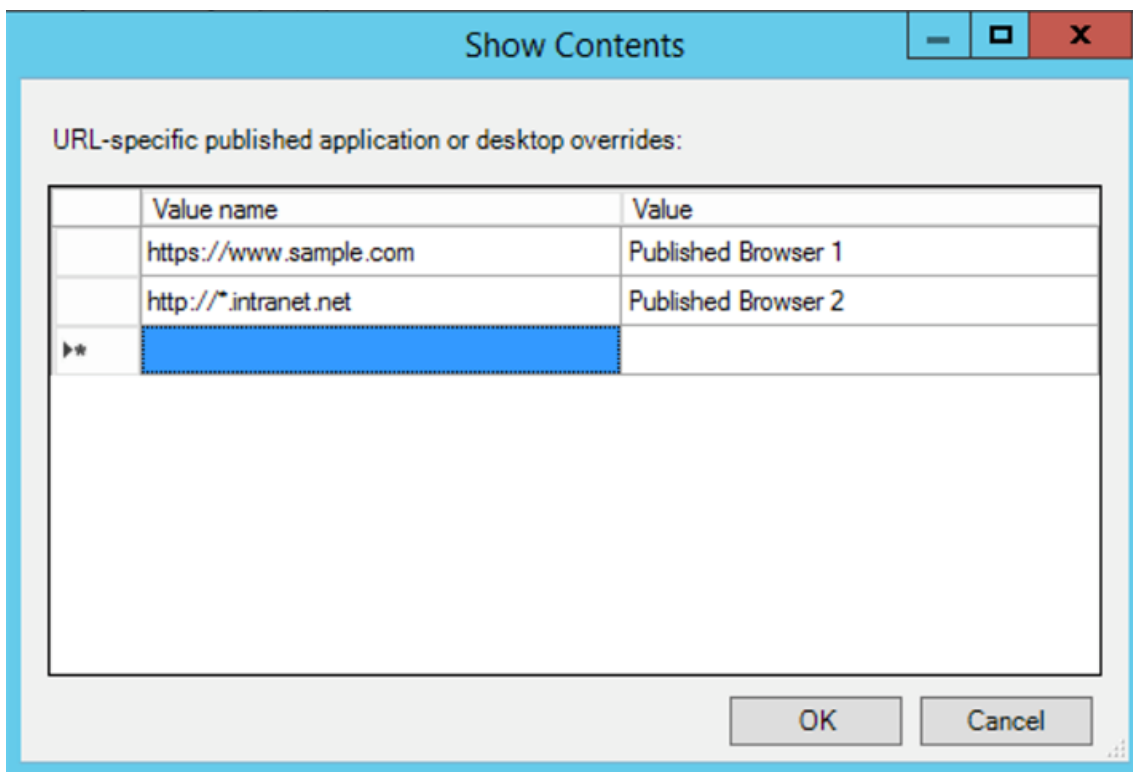 Show Contents
URL-specific published application or desktop overrides:
Value name Value
https://www.sample.com Published Browser 1
http://*.intranet.net Published Browser 2
OK Cancel